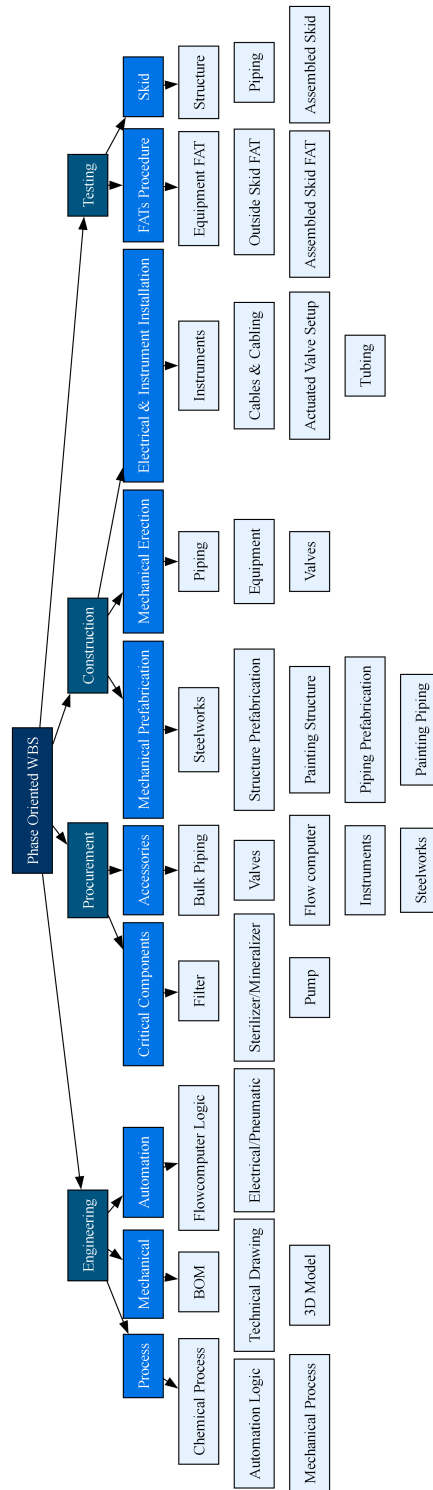 Phase Oriented WBS
Engineering
Procurement
Construction
Testing
Process
Mechanical
Automation
Critical Components
Accessories
Mechanical Prefabrication
Mechanical Erection
Electrical & Instrument Installation
FATs Procedure
Skid
Chemical Process
BOM
Flowcomputer Logic
Filter
Bulk Piping
Steelworks
Piping
Instruments
Equipment FAT
Structure
Automation Logic
Technical Drawing
Electrical/Pneumatic
Sterilizer/Mineralizer
Valves
Structure Prefabrication
Equipment
Cables & Cabling
Outside Skid FAT
Piping
Mechanical Process
3D Model
Pump
Flow computer
Painting Structure
Valves
Actuated Valve Setup
Assembled Skid FAT
Assembled Skid
Instruments
Piping Prefabrication
Tubing
Steelworks
Painting Piping